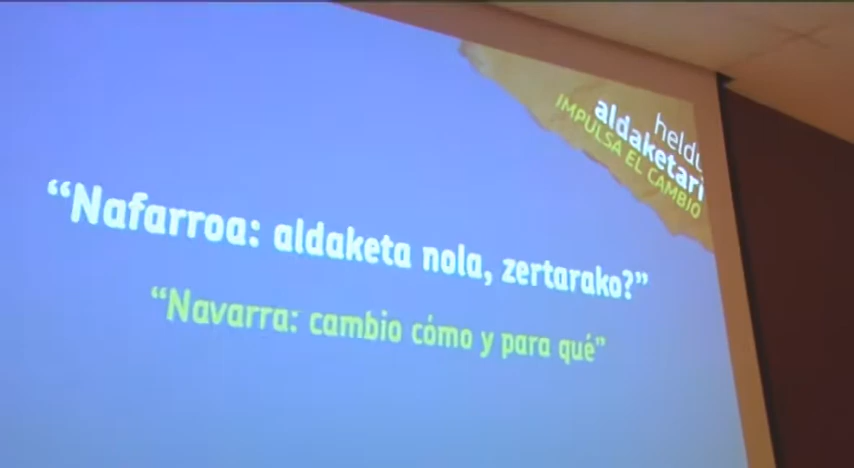 heldu
aldaketari
IMPULSA EL CAMBIO
“Nafarroa: aldaketa nola, zertarako?”
“Navarra: cambio cómo y para qué”